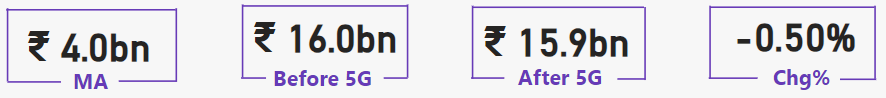 ₹ 4.0bn
MA
₹ 16.0bn
Before 5G
₹ 15.9bn
After 5G
-0.50%
Chg%